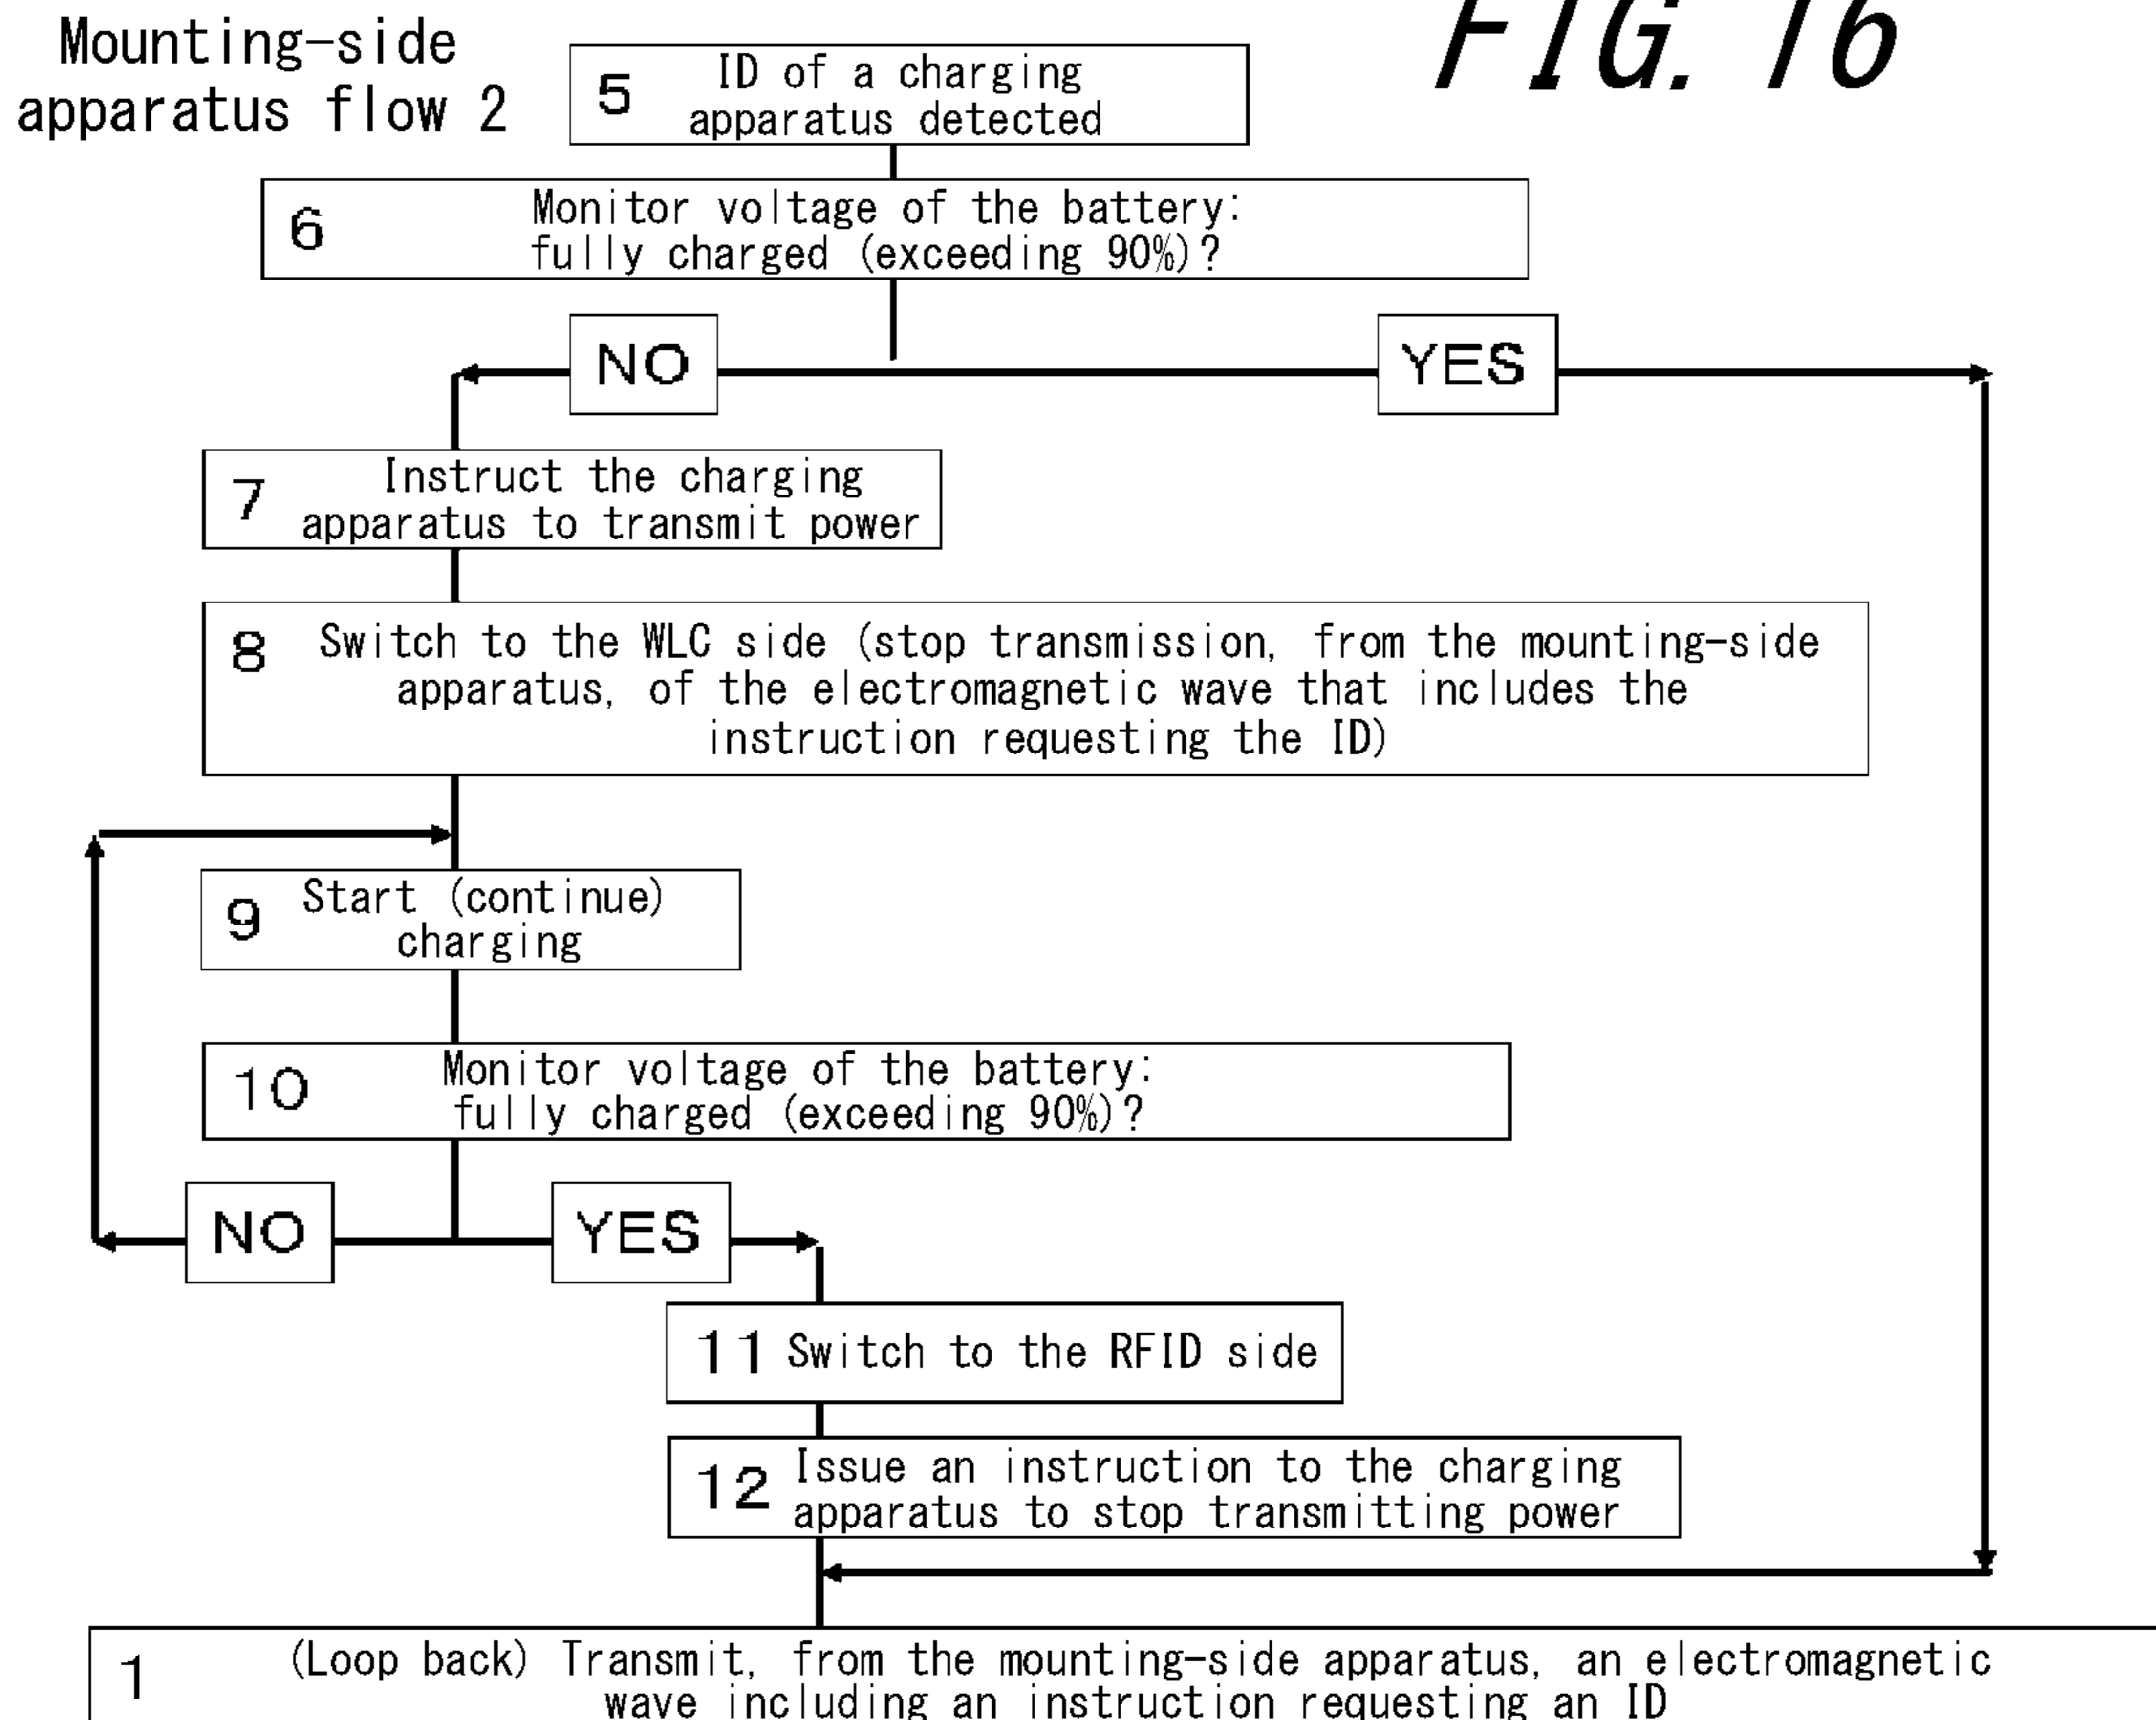 FIG. 16
Mounting-side
apparatus flow 2
5 ID of a charging
apparatus detected
6 Monitor voltage of the battery:
fully charged (exceeding 90%)?
NO
YES
7 Instruct the charging
apparatus to transmit power
8 Switch to the WLC side (stop transmission, from the mounting-side
apparatus, of the electromagnetic wave that includes the
instruction requesting the ID)
9 Start (continue)
charging
10 Monitor voltage of the battery:
fully charged (exceeding 90%)?
NO
YES
11 Switch to the RFID side
12 Issue an instruction to the charging
apparatus to stop transmitting power
1 (Loop back) Transmit, from the mounting-side apparatus, an electromagnetic
wave including an instruction requesting an ID